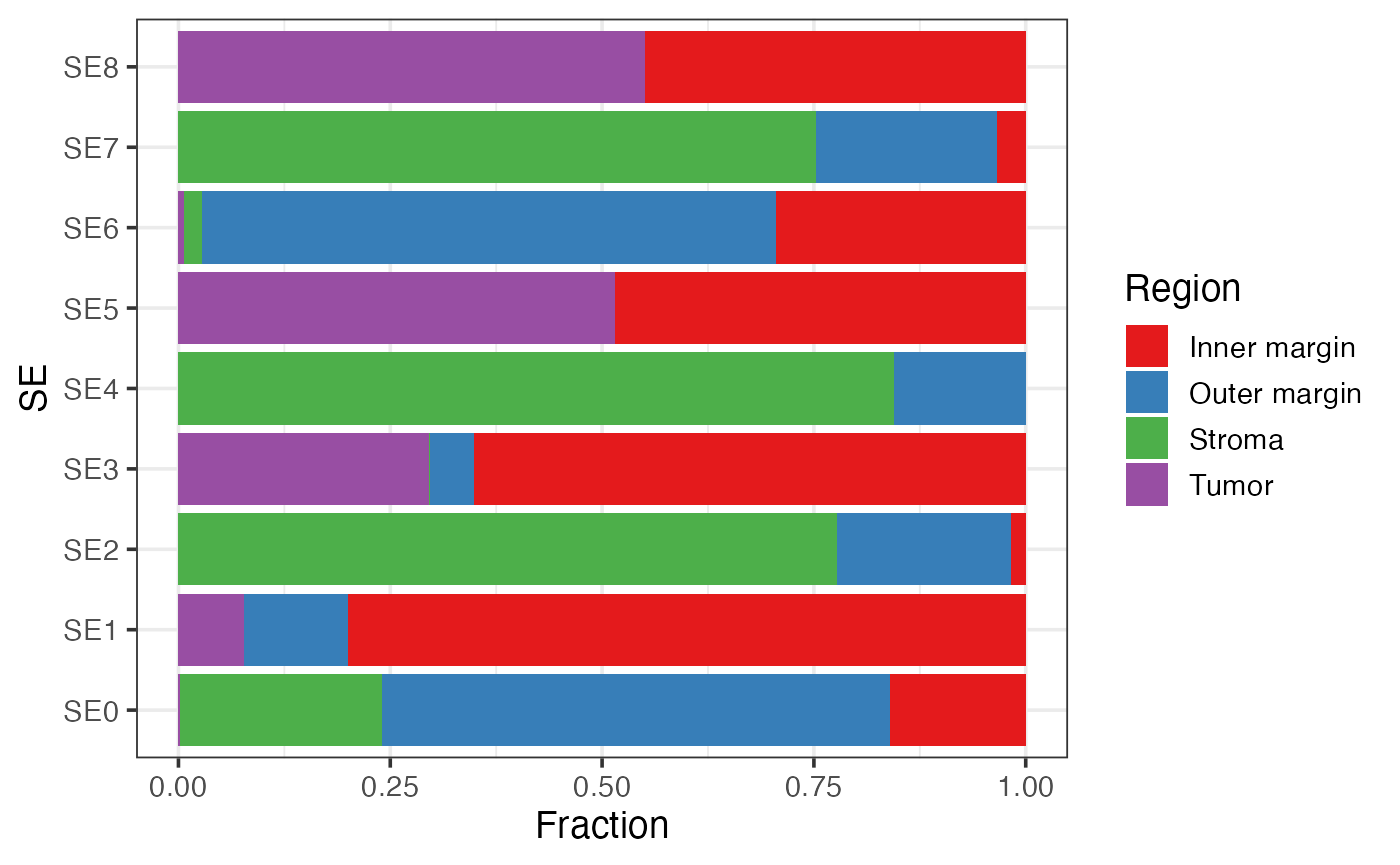 SE8
SE7
SE6
SE5
SE4
SE3
SE2
SE1
SE0
SE
0.00
0.25
0.50
0.75
1.00
Fraction
Region
Inner margin
Outer margin
Stroma
Tumor